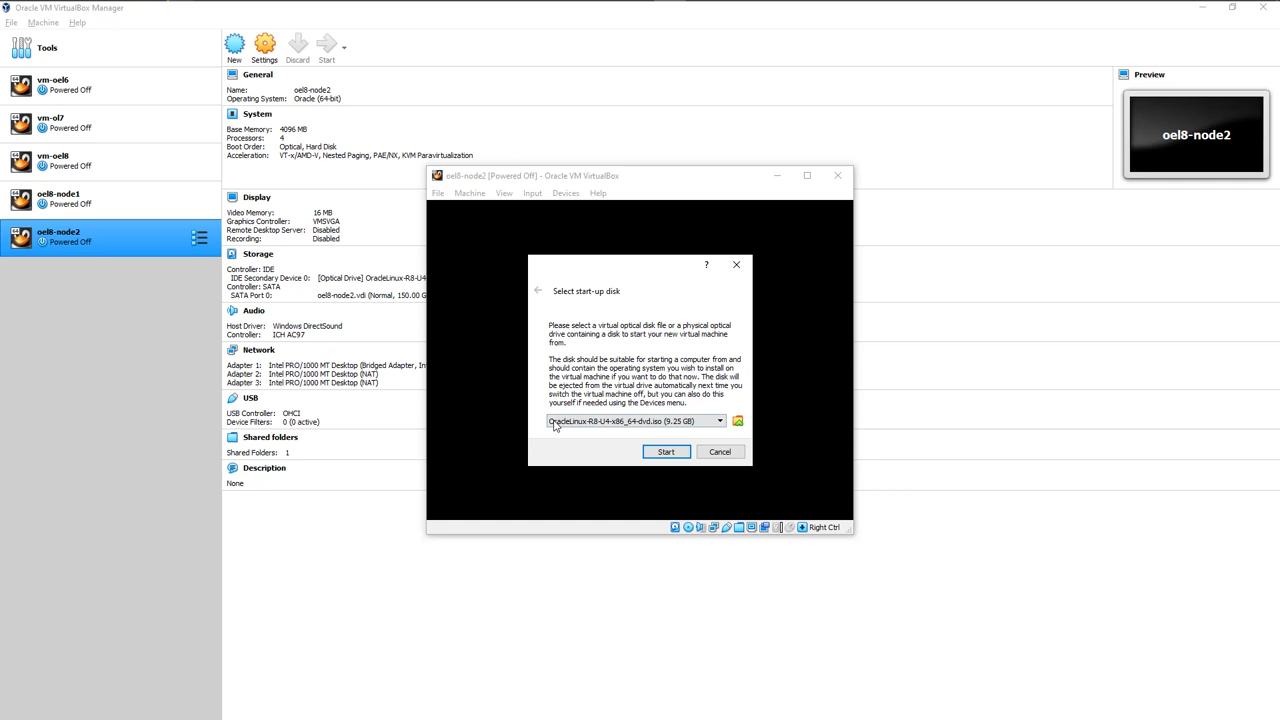 Oracle VM VirtualBox Manager
File Machine Help
Tools
New Settings Discard Start
vm-oel6
Powered Off
vm-ol7
Powered Off
vm-oel8
Powered Off
oel8-node1
Powered Off
oel8-node2
Powered Off
General
Name: oel8-node2
Operating System: Oracle (64-bit)
System
Base Memory: 4096 MB
Processors: 4
Boot Order: Optical, Hard Disk
Acceleration: VT-x/AMD-V, Nested Paging, PAE/NX, KVM Paravirtualization
Display
Video Memory: 16 MB
Graphics Controller: VMSVGA
Remote Desktop Server: Disabled
Recording: Disabled
Storage
Controller: IDE
IDE Secondary Device 0: [Optical Drive] OracleLinux-R8-U4
Controller: SATA
SATA Port 0: oel8-node2.vdi (Normal, 150.00 G
Audio
Host Driver: Windows DirectSound
Controller: ICH AC97
Network
Adapter 1: Intel PRO/1000 MT Desktop (Bridged Adapter, In
Adapter 2: Intel PRO/1000 MT Desktop (NAT)
Adapter 3: Intel PRO/1000 MT Desktop (NAT)
USB
USB Controller: OHCI
Device Filters: 0 (0 active)
Shared folders
Shared Folders: 1
Description
None
Preview
oel8-node2
oel8-node2 [Powered Off] - Oracle VM VirtualBox
File Machine View Input Devices Help
?
Select start-up disk
Please select a virtual optical disk file or a physical optical
drive containing a disk to start your new virtual machine
from.
The disk should be suitable for starting a computer from and
should contain the operating system you wish to install on
the virtual machine if you want to do that now. The disk will
be ejected from the virtual drive automatically next time you
switch the virtual machine off, but you can also do this
yourself if needed using the Devices menu.
OracleLinux-R8-U4-x86_64-dvd.iso (9.25 GB)
Start Cancel
Right Ctrl